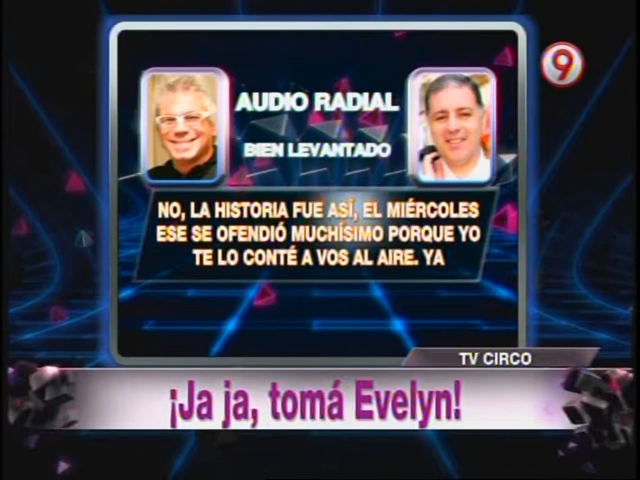 9
AUDIO RADIAL
BIEN LEVANTADO
NO, LA HISTORIA FUE ASÍ, EL MIÉRCOLES
ESE SE OFENDIÓ MUCHÍSIMO PORQUE YO
TE LO CONTÉ A VOS AL AIRE. YA
TV CIRCO
¡Ja ja, tomá Evelyn!